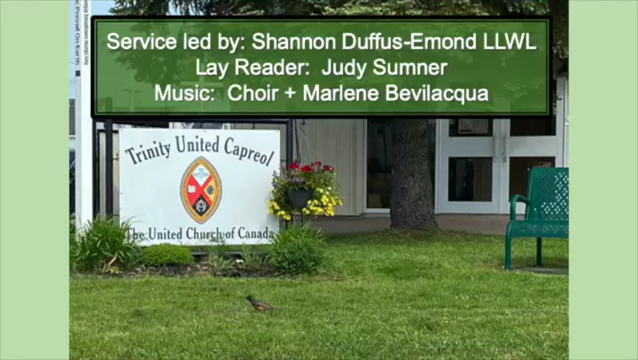 Service led by: Shannon Duffus-Emond LLWL
Lay Reader: Judy Sumner
Music: Choir + Marlene Bevilacqua
Trinity United Capreol
The United Church of Canada